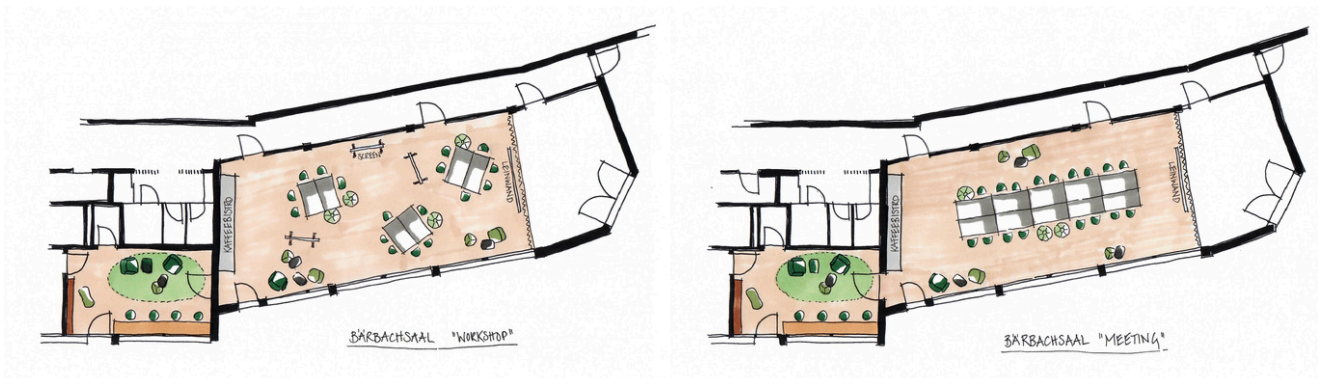 SCREEN
LEINWAND
KAFFEEBISTRO
BÄRBACHSAAL "WORKSHOP"
LEINWAND
KAFFEEBISTRO
BÄRBACHSAAL "MEETING"